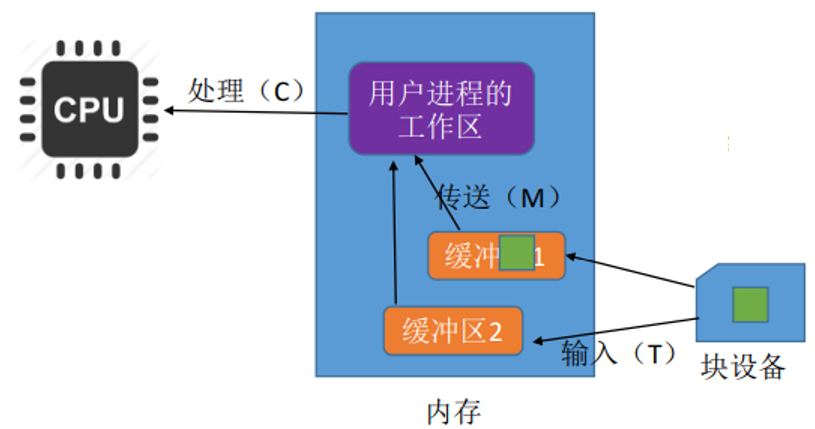 CPU
处理（C）
用户进程的
工作区
传送（M）
缓冲1
缓冲区2
输入（T）
块设备
内存